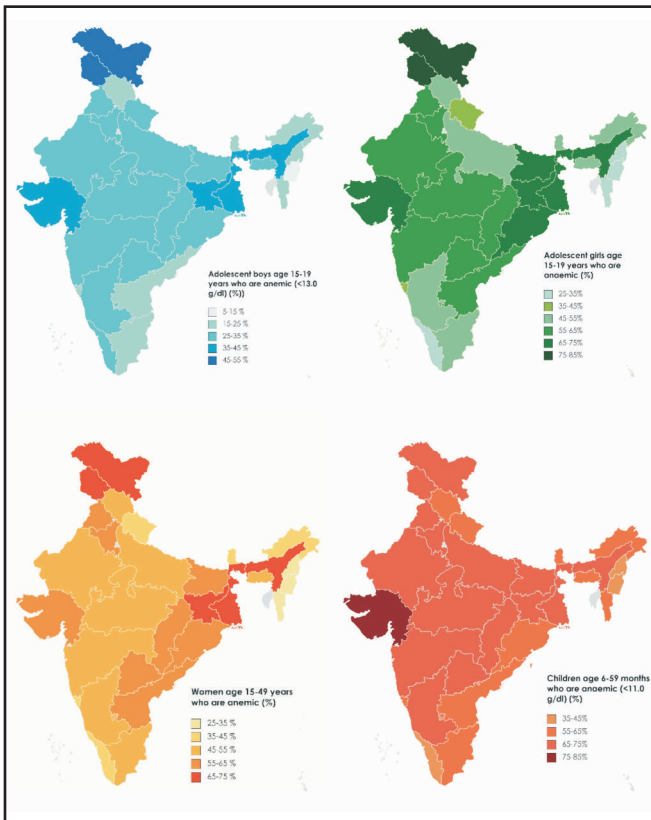 Adolescent boys age 15-19
years who are anemic (<13.0
g/dl) (%))
5-15 %
15-25 %
25-35 %
35-45 %
45-55 %
Adolescent girls age
15-19 years who are
anaemic (%)
25-35%
35-45%
45-55%
55-65%
65-75%
75-85%
Women age 15-49 years
who are anemic (%)
25-35 %
35-45 %
45-55 %
55-65 %
65-75 %
Children age 6-59 months
who are anaemic (<11.0
g/dl) (%)
35-45%
55-65%
65-75%
75-85%